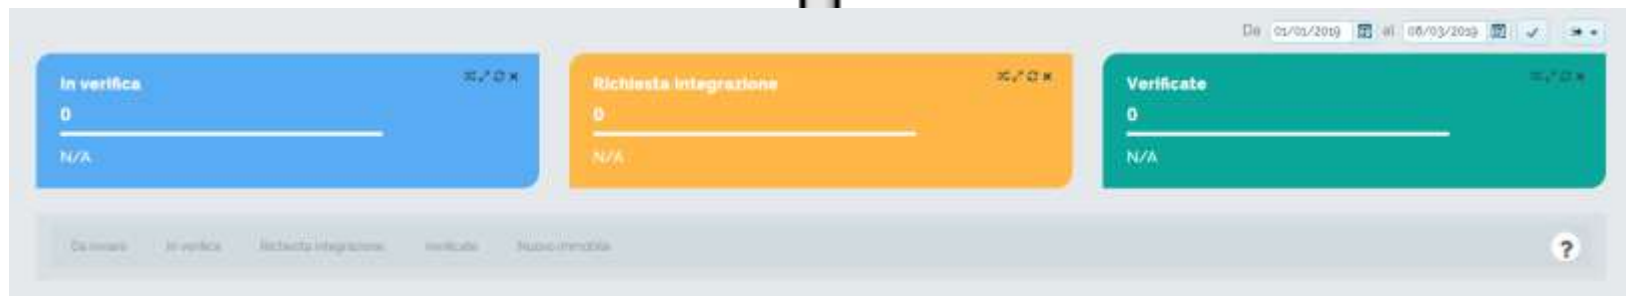 Da 01/01/2019 al 06/03/2019
In verifica
0
N/A
Richiesta integrazione
0
N/A
Verificate
0
N/A
Da inviare In verifica Richiesta integrazione Verificate Nuovo immobile
?